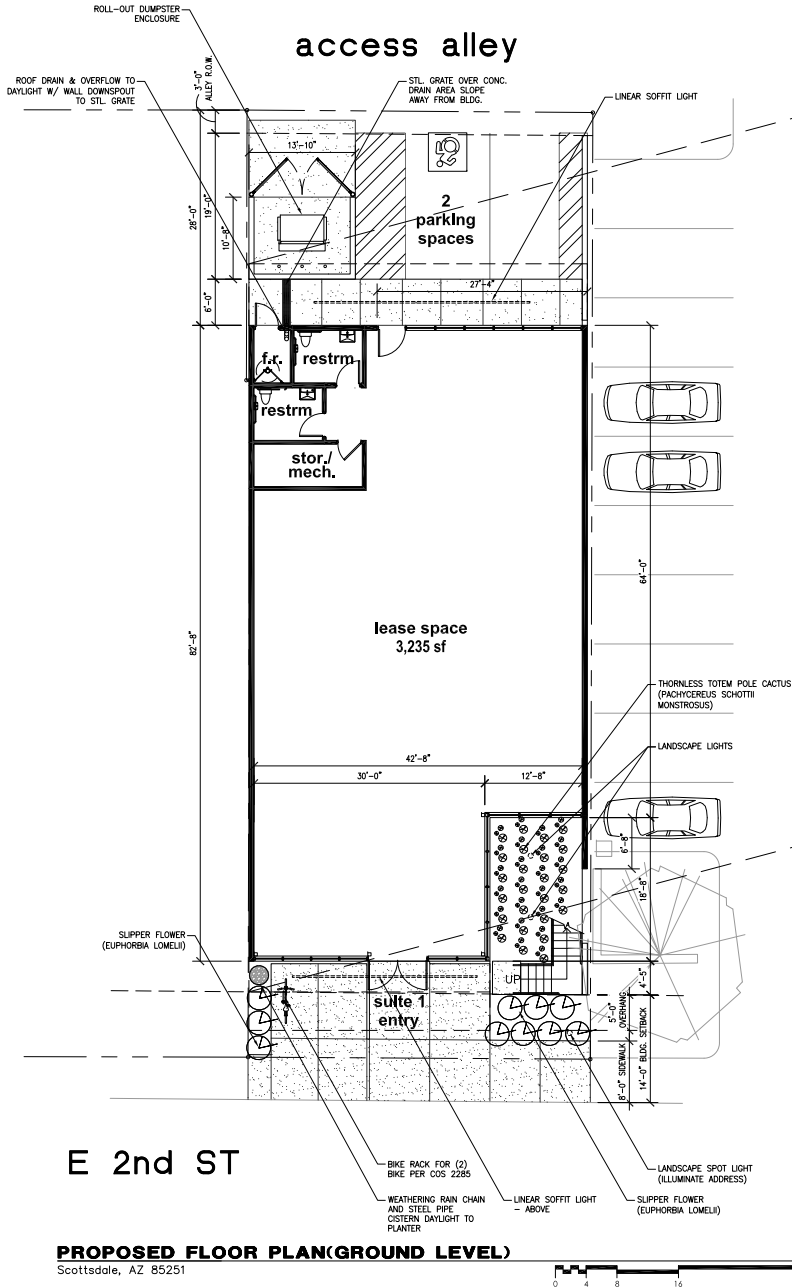 ROLL-OUT DUMPSTER
ENCLOSURE
access alley
ROOF DRAIN & OVERFLOW TO
DAYLIGHT W/ WALL DOWNSPOUT
TO STL. GRATE
3'-0"
ALLEY R.O.W.
STL. GRATE OVER CONC.
DRAIN AREA SLOPE
AWAY FROM BLDG.
LINEAR SOFFIT LIGHT
13'-10"
28'-0"
19'-0"
10'-8"
2
parking
spaces
6'-0"
27'-4"
f.r.
restrm
restrm
stor./
mech.
64'-0"
82'-8"
lease space
3,235 sf
THORNLESS TOTEM POLE CACTUS
(PACHYCEREUS SCHOTTII
MONSTROSUS)
LANDSCAPE LIGHTS
42'-8"
30'-0"
12'-8"
6'-8"
18'-8"
SLIPPER FLOWER
(EUPHORBIA LOMELII)
UP
suite 1
entry
4'-5"
5'-0"
OVERHANG
8'-0" SIDEWALK
14'-0" BLDG. SETBACK
E 2nd ST
BIKE RACK FOR (2)
BIKE PER COS 2285
WEATHERING RAIN CHAIN
AND STEEL PIPE
CISTERN DAYLIGHT TO
PLANTER
LINEAR SOFFIT LIGHT
- ABOVE
LANDSCAPE SPOT LIGHT
(ILLUMINATE ADDRESS)
SLIPPER FLOWER
(EUPHORBIA LOMELII)
PROPOSED FLOOR PLAN(GROUND LEVEL)
Scottsdale, AZ 85251
0 4 8 16